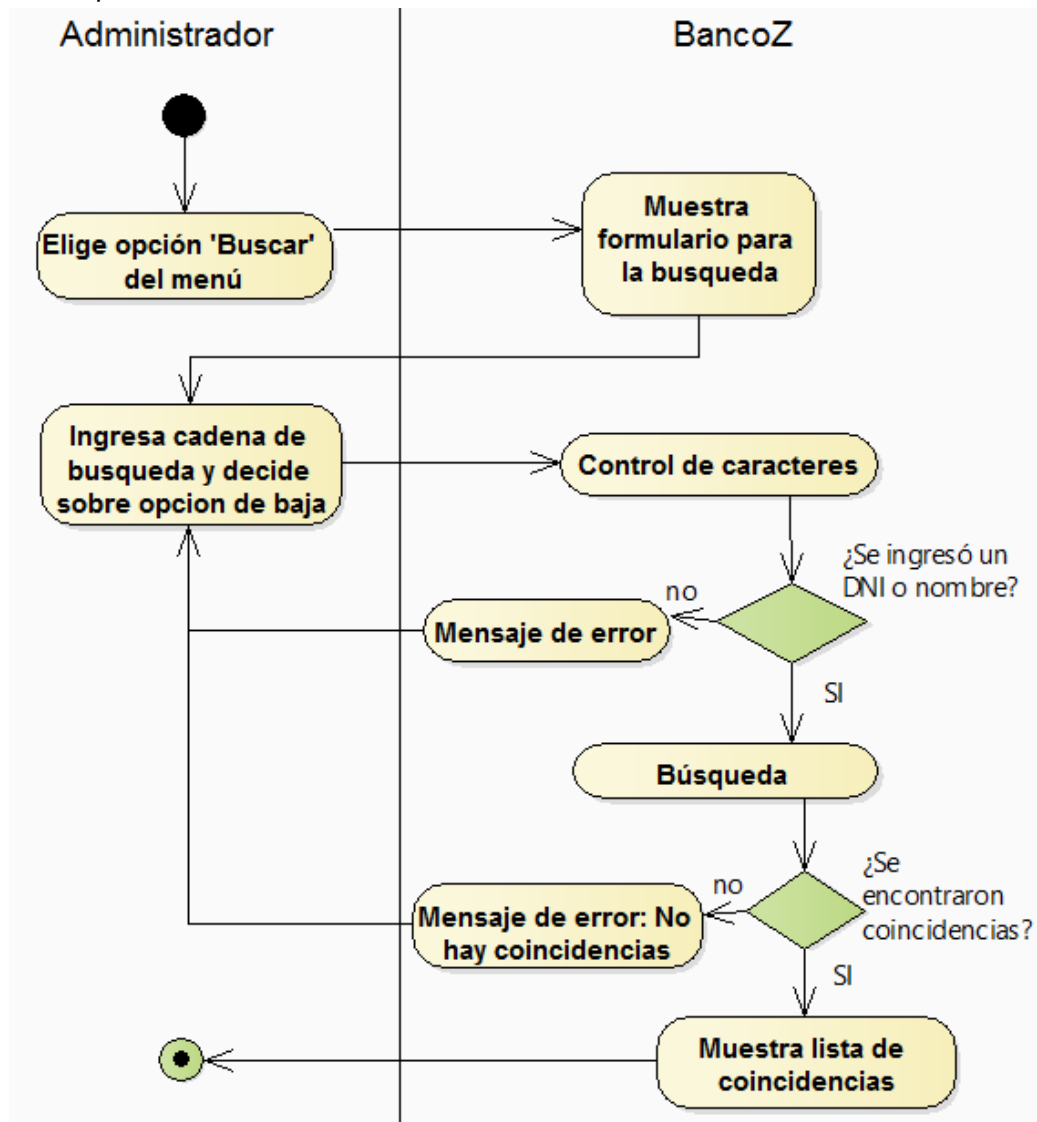 Administrador
BancoZ
Elige opción 'Buscar'
del menú
Muestra
formulario para
la busqueda
Ingresa cadena de
busqueda y decide
sobre opcion de baja
Control de caracteres
¿Se ingresó un
DNI o nombre?
no
Mensaje de error
SI
Búsqueda
¿Se
encontraron
coincidencias?
no
Mensaje de error: No
hay coincidencias
SI
Muestra lista de
coincidencias